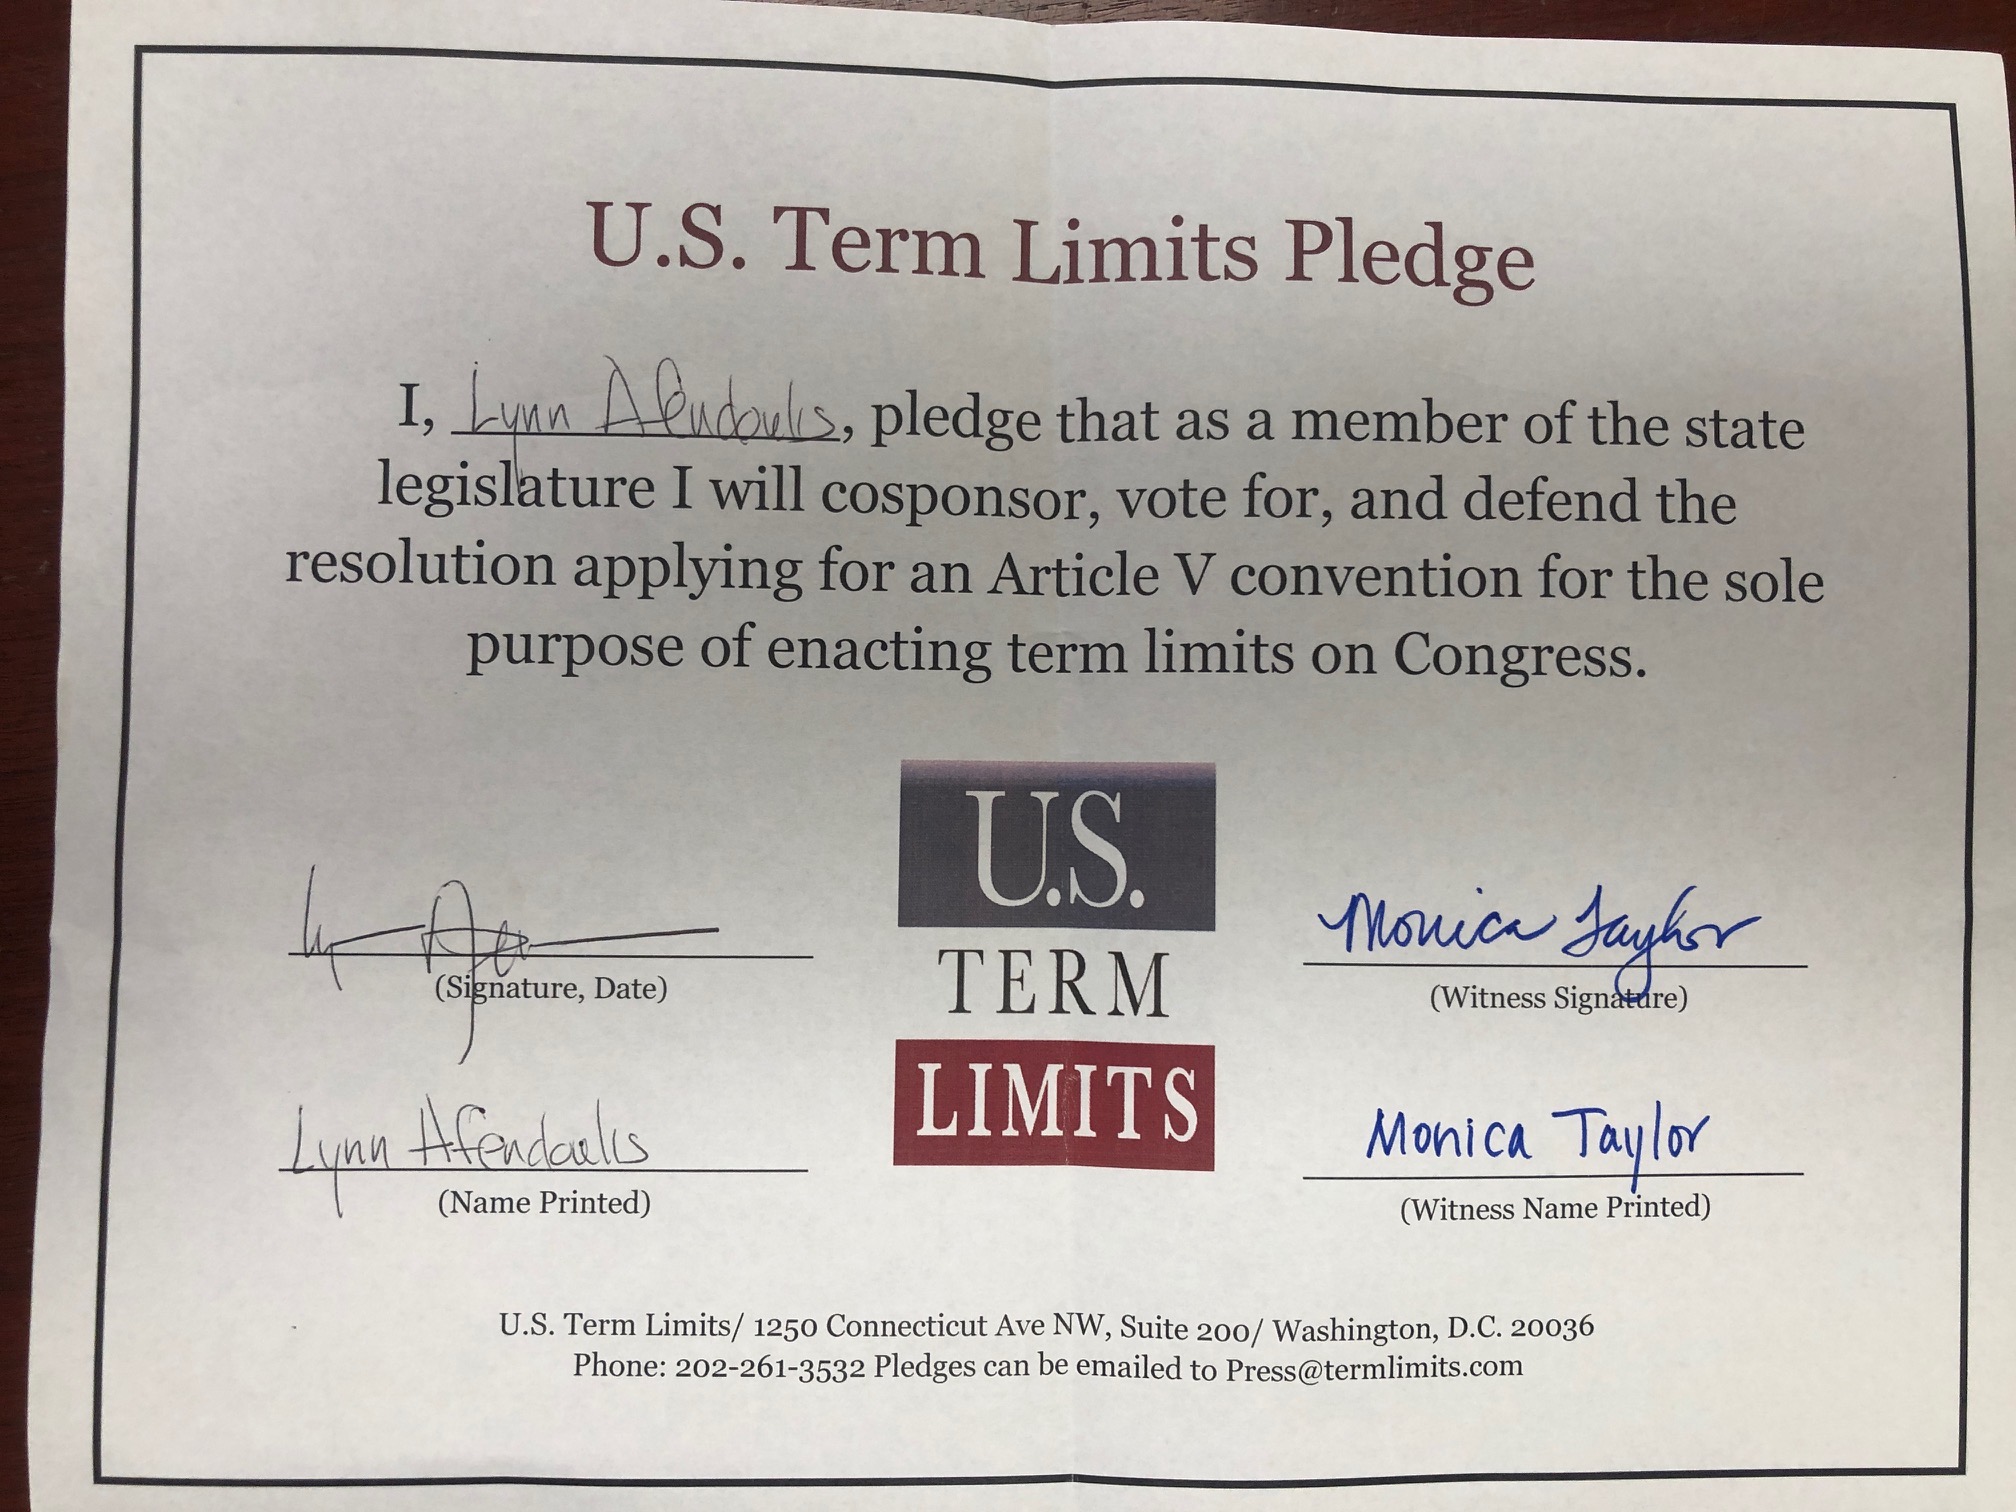 U.S. Term Limits Pledge
I, Lynn Afendoulis, pledge that as a member of the state
legislature I will cosponsor, vote for, and defend the
resolution applying for an Article V convention for the sole
purpose of enacting term limits on Congress.
U.S.
TERM
LIMITS
(Signature, Date)
Lynn Afendoulis
(Name Printed)
Monica Taylor
(Witness Signature)
Monica Taylor
(Witness Name Printed)
U.S. Term Limits/ 1250 Connecticut Ave NW, Suite 200/ Washington, D.C. 20036
Phone: 202-261-3532 Pledges can be emailed to Press@termlimits.com